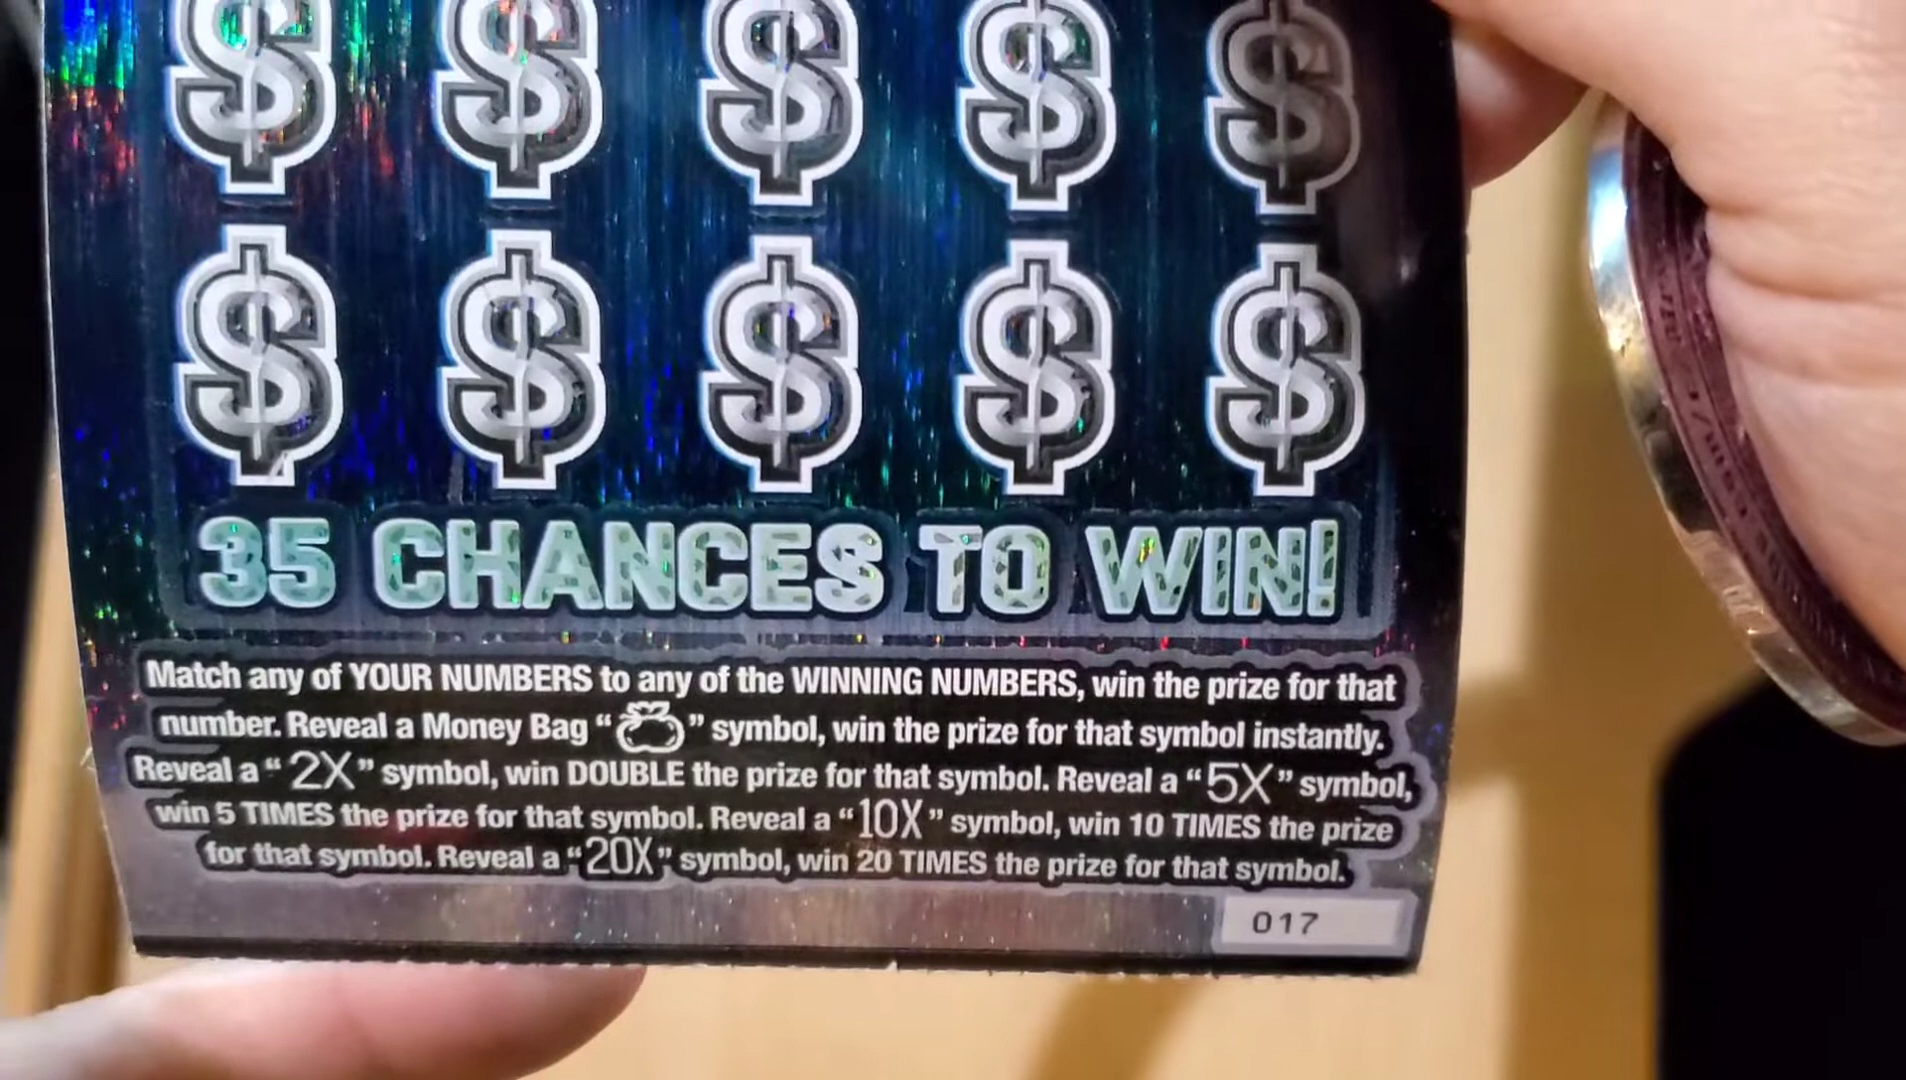 $ $ $ $ $
$ $ $ $ $
35 CHANCES TO WIN!
Match any of YOUR NUMBERS to any of the WINNING NUMBERS, win the prize for that
number. Reveal a Money Bag “ ” symbol, win the prize for that symbol instantly.
Reveal a “ 2X ” symbol, win DOUBLE the prize for that symbol. Reveal a “ 5X ” symbol,
win 5 TIMES the prize for that symbol. Reveal a “ 10X ” symbol, win 10 TIMES the prize
for that symbol. Reveal a “ 20X ” symbol, win 20 TIMES the prize for that symbol.
017